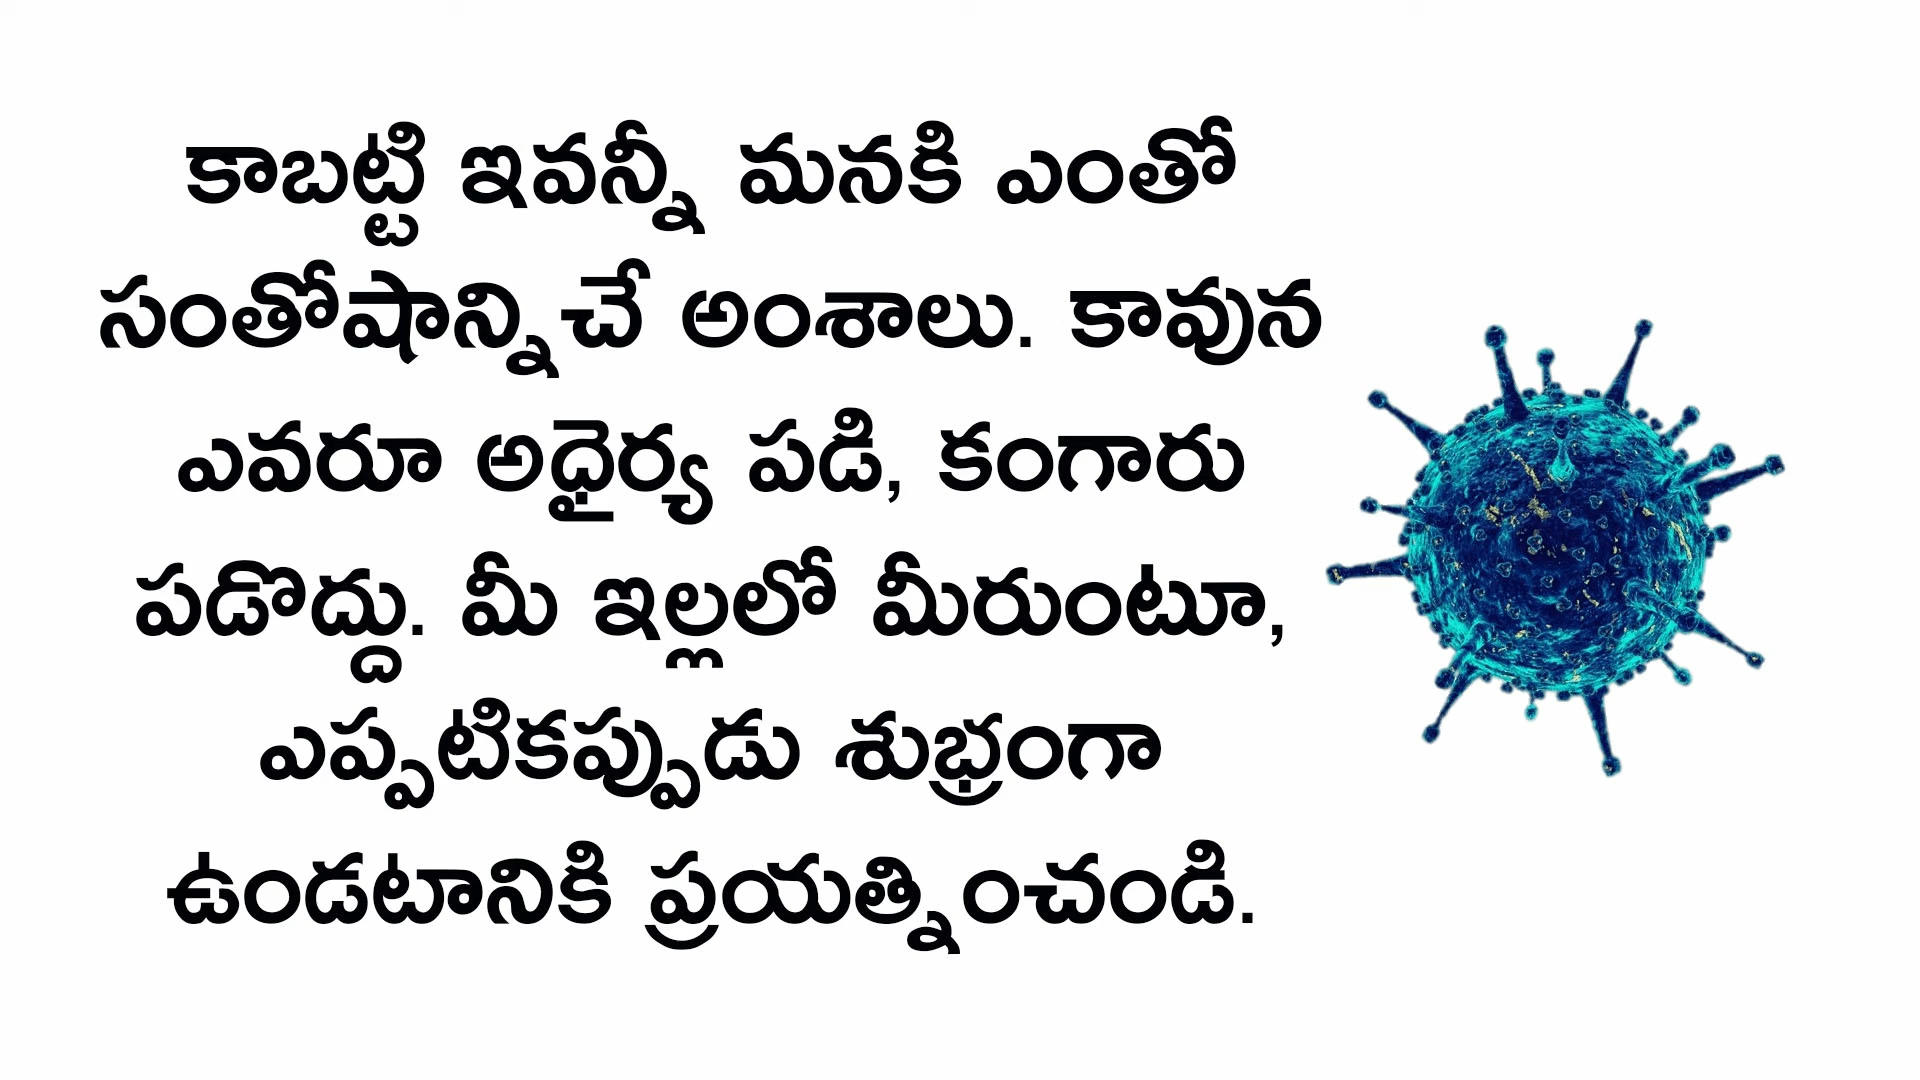 కాబట్టి ఇవన్నీ మనకి ఎంతో
సంతోషాన్నిచే అంశాలు. కావున
ఎవరూ అధైర్య పడి, కంగారు
పడొద్దు. మీ ఇల్లలో మీరుంటూ,
ఎప్పటికప్పుడు శుభ్రంగా
ఉండటానికి ప్రయత్నించండి.